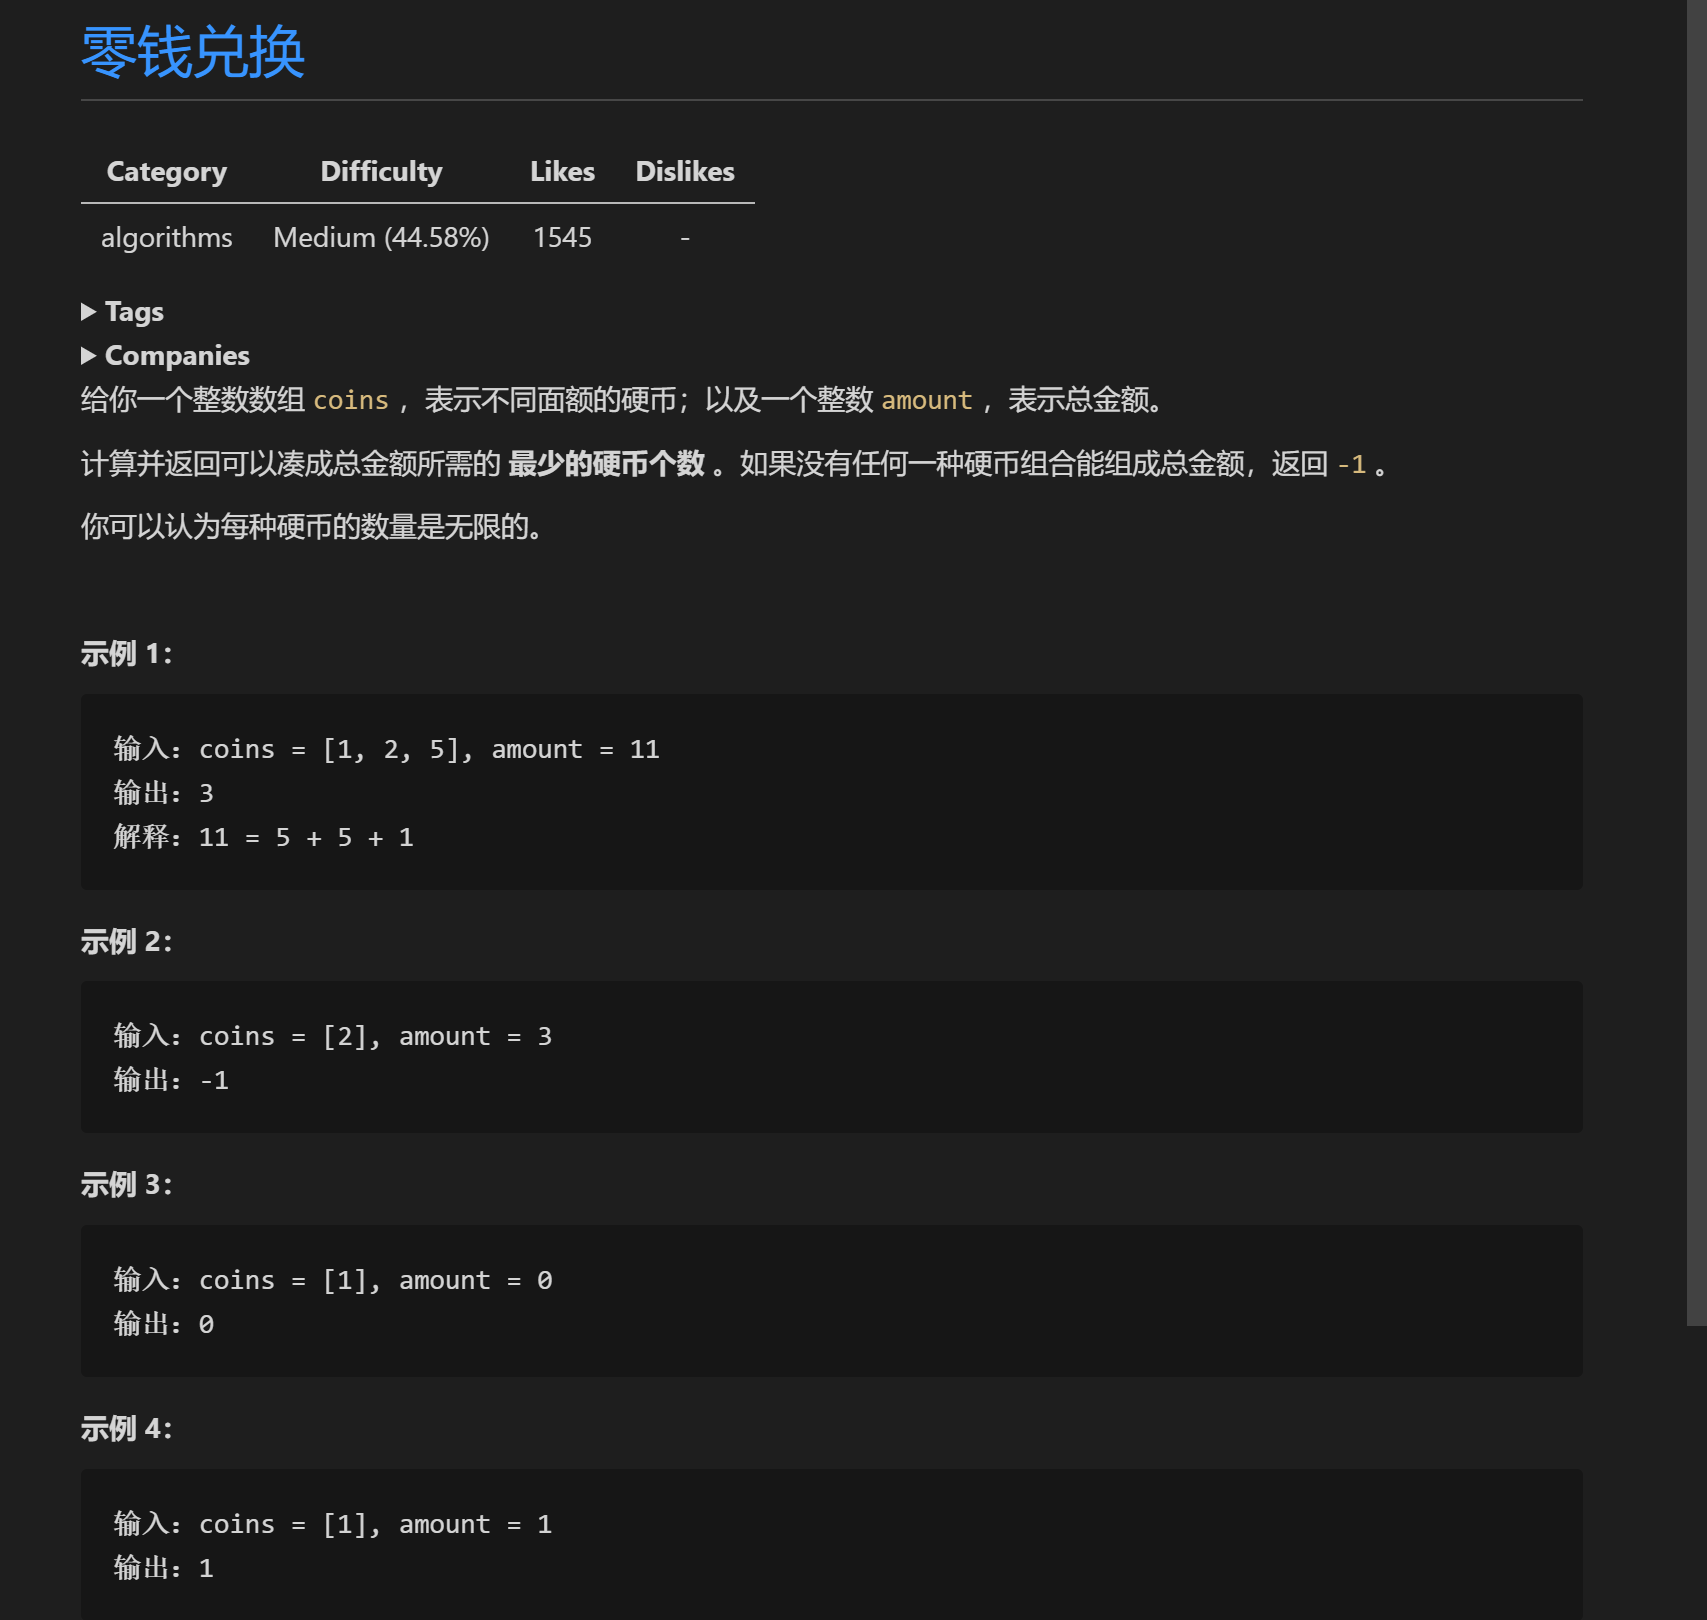 零钱兑换
Category Difficulty Likes Dislikes
algorithms Medium (44.58%) 1545 -
Tags
Companies
给你一个整数数组 coins ，表示不同面额的硬币；以及一个整数 amount ，表示总金额。
计算并返回可以凑成总金额所需的 最少的硬币个数 。如果没有任何一种硬币组合能组成总金额，返回 -1 。
你可以认为每种硬币的数量是无限的。
示例 1：
输入：coins = [1, 2, 5], amount = 11
输出：3
解释：11 = 5 + 5 + 1
示例 2：
输入：coins = [2], amount = 3
输出：-1
示例 3：
输入：coins = [1], amount = 0
输出：0
示例 4：
输入：coins = [1], amount = 1
输出：1